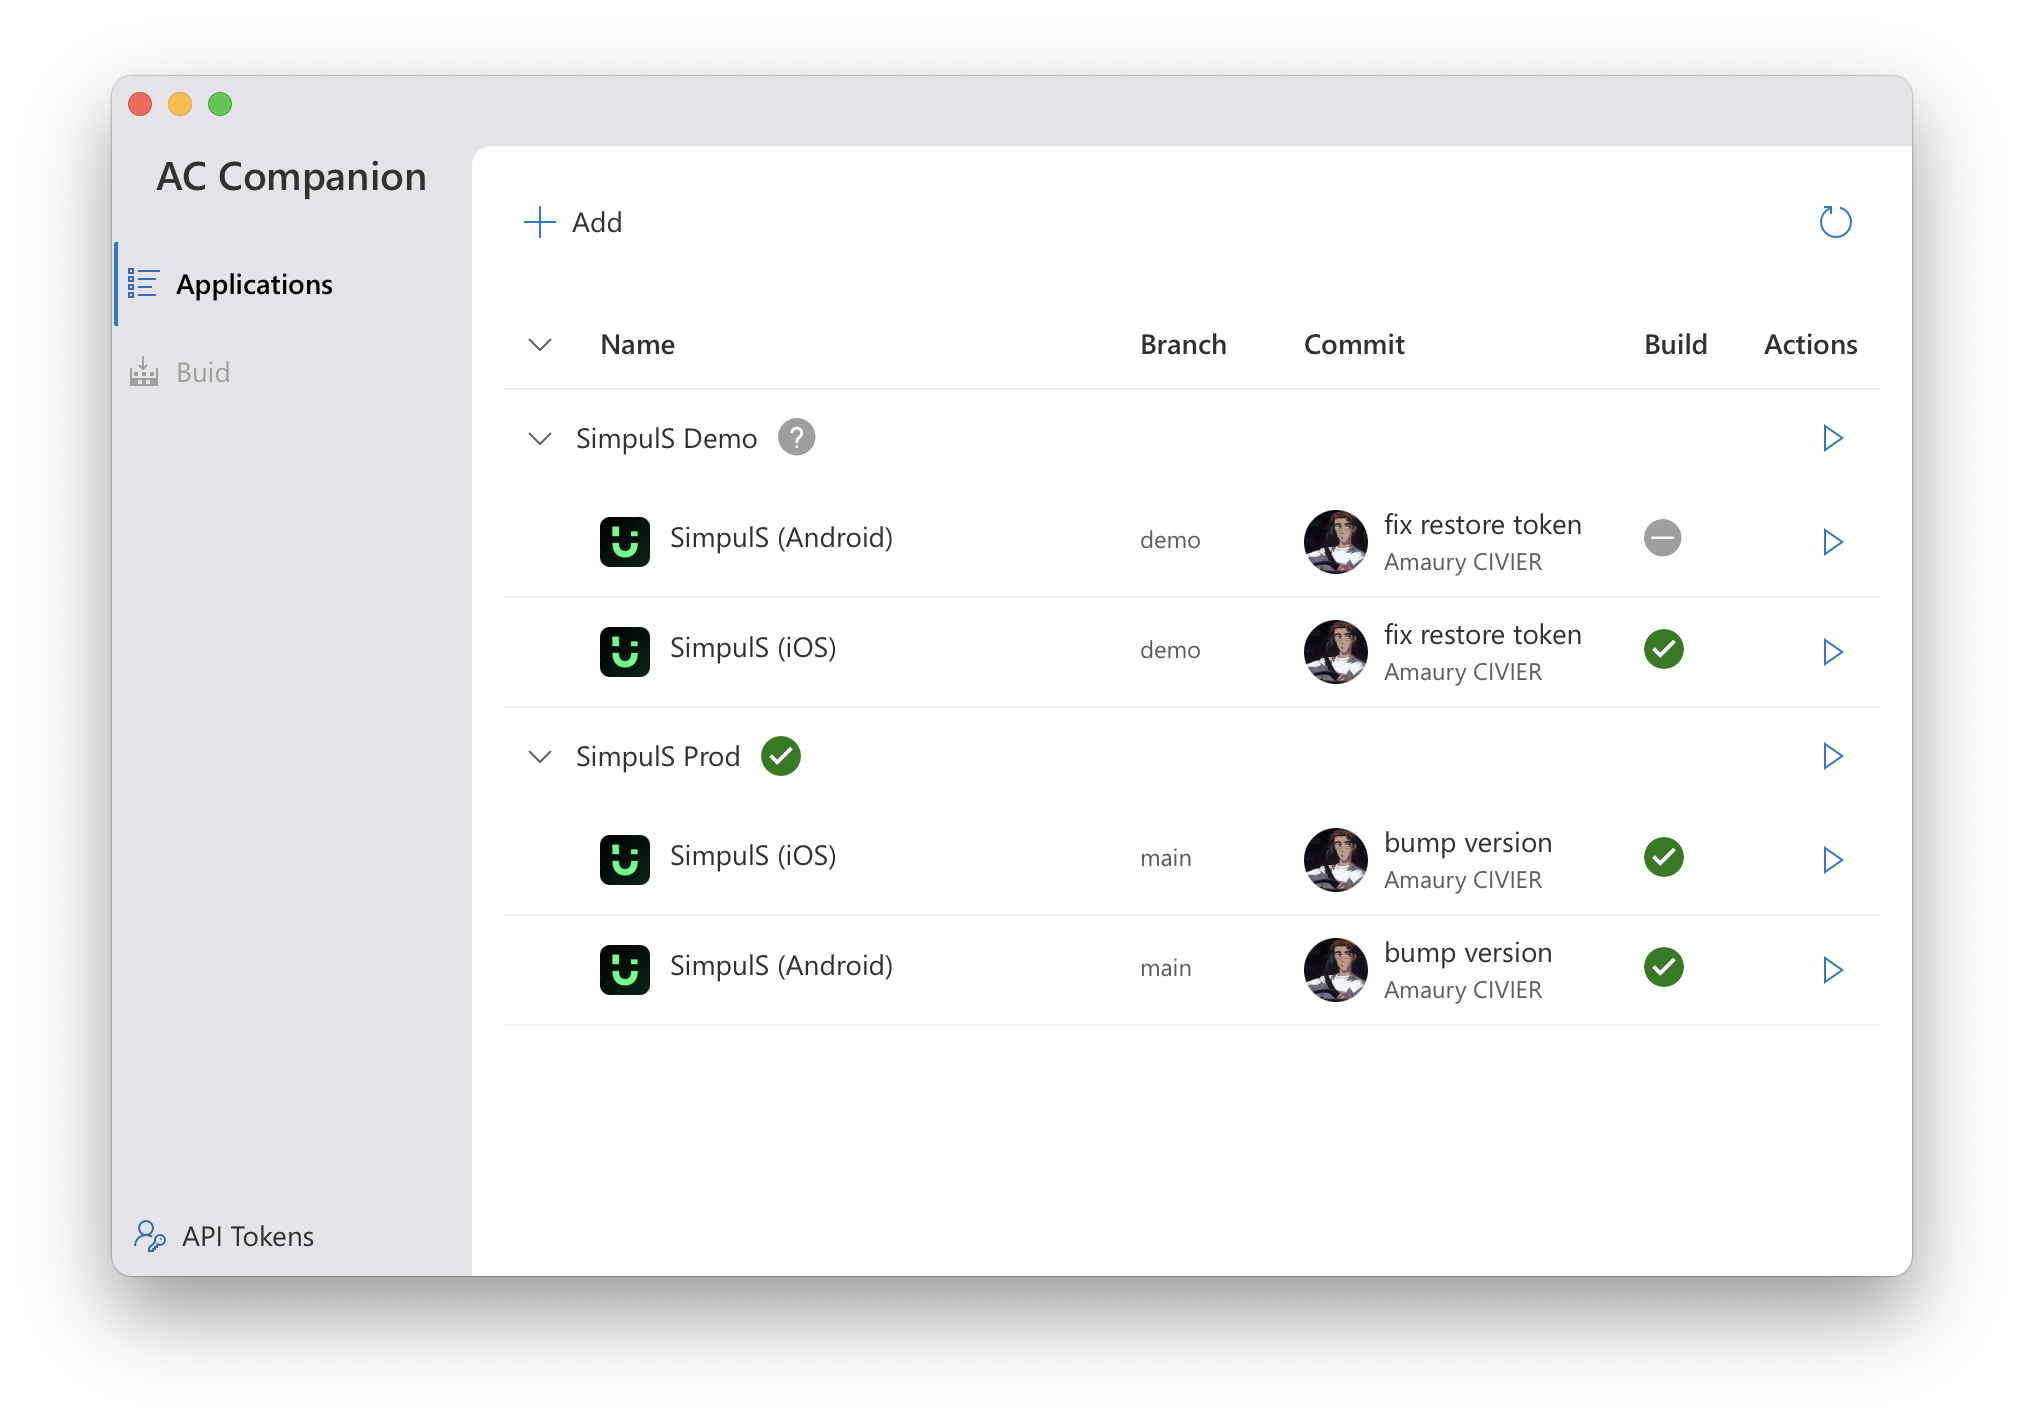 AC Companion
Applications
Buid
API Tokens
Add
Name Branch Commit Build Actions
SimpulS Demo ?
SimpulS (Android) demo fix restore token
Amaury CIVIER
SimpulS (iOS) demo fix restore token
Amaury CIVIER
SimpulS Prod
SimpulS (iOS) main bump version
Amaury CIVIER
SimpulS (Android) main bump version
Amaury CIVIER